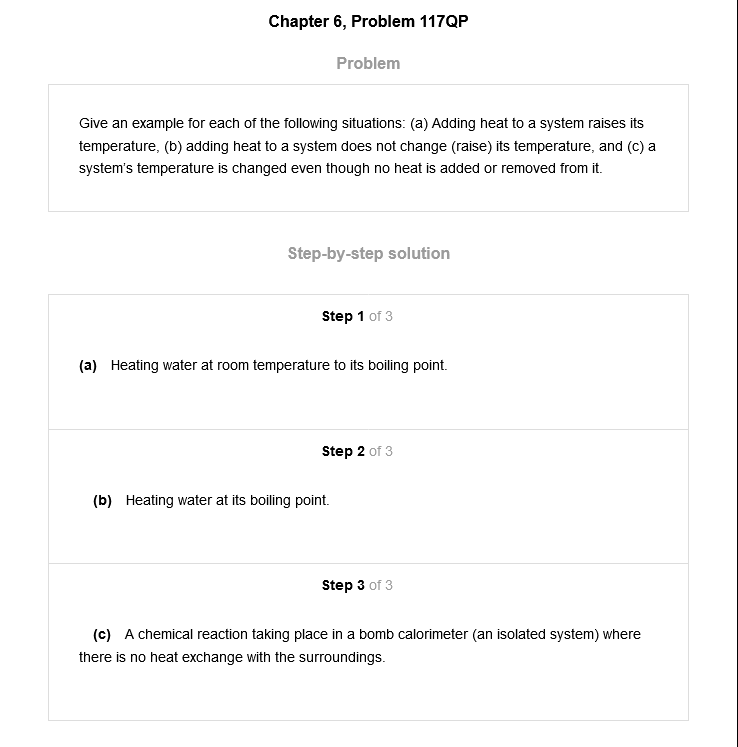 Chapter 6, Problem 117QP
Problem
Give an example for each of the following situations: (a) Adding heat to a system raises its
temperature, (b) adding heat to a system does not change (raise) its temperature, and (c) a
system's temperature is changed even though no heat is added or removed from it.
Step-by-step solution
Step 1 of 3
(a) Heating water at room temperature to its boiling point.
Step 2 of 3
(b) Heating water at its boiling point.
Step 3 of 3
(c) A chemical reaction taking place in a bomb calorimeter (an isolated system) where
there is no heat exchange with the surroundings.